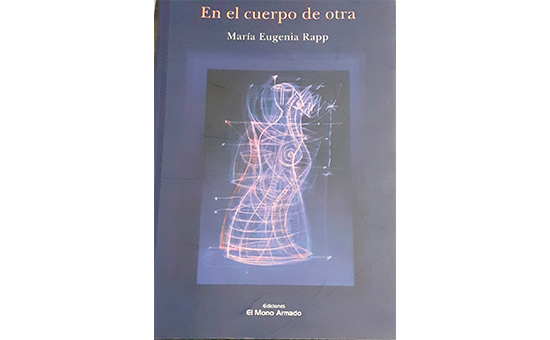 En el cuerpo de otra
María Eugenia Rapp
Ediciones
El Mono Armado